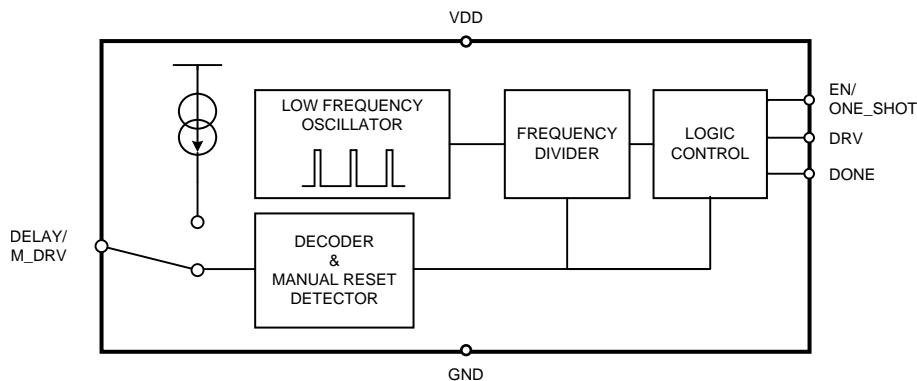 VDD
EN/
ONE_SHOT
LOW FREQUENCY
OSCILLATOR
FREQUENCY
DIVIDER
LOGIC
CONTROL
DRV
DONE
DELAY/
M_DRV
DECODER
&
MANUAL RESET
DETECTOR
GND